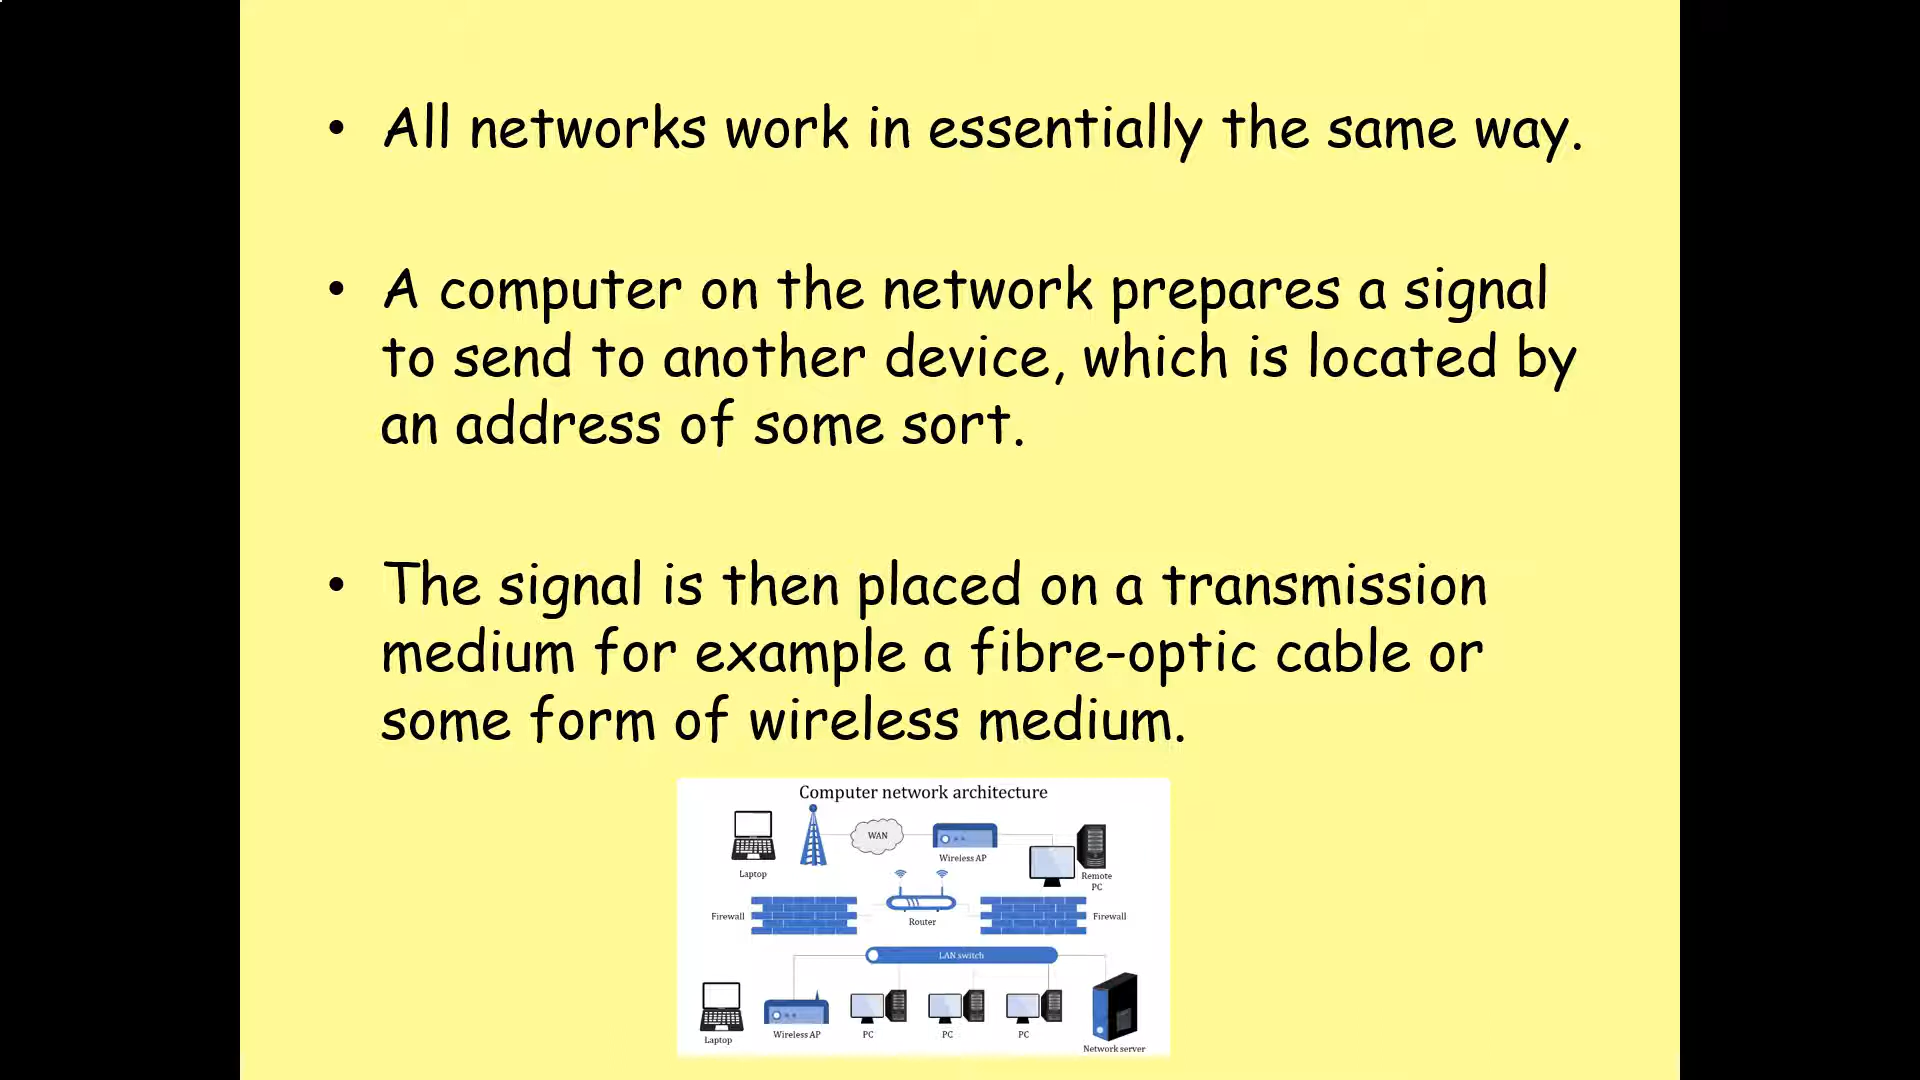 • All networks work in essentially the same way.
• A computer on the network prepares a signal
to send to another device, which is located by
an address of some sort.
• The signal is then placed on a transmission
medium for example a fibre-optic cable or
some form of wireless medium.
Computer network architecture
WAN
Wireless AP
Laptop
Remote
PC
Firewall
Router
Firewall
LAN switch
Laptop
Wireless AP
PC
PC
PC
Network server